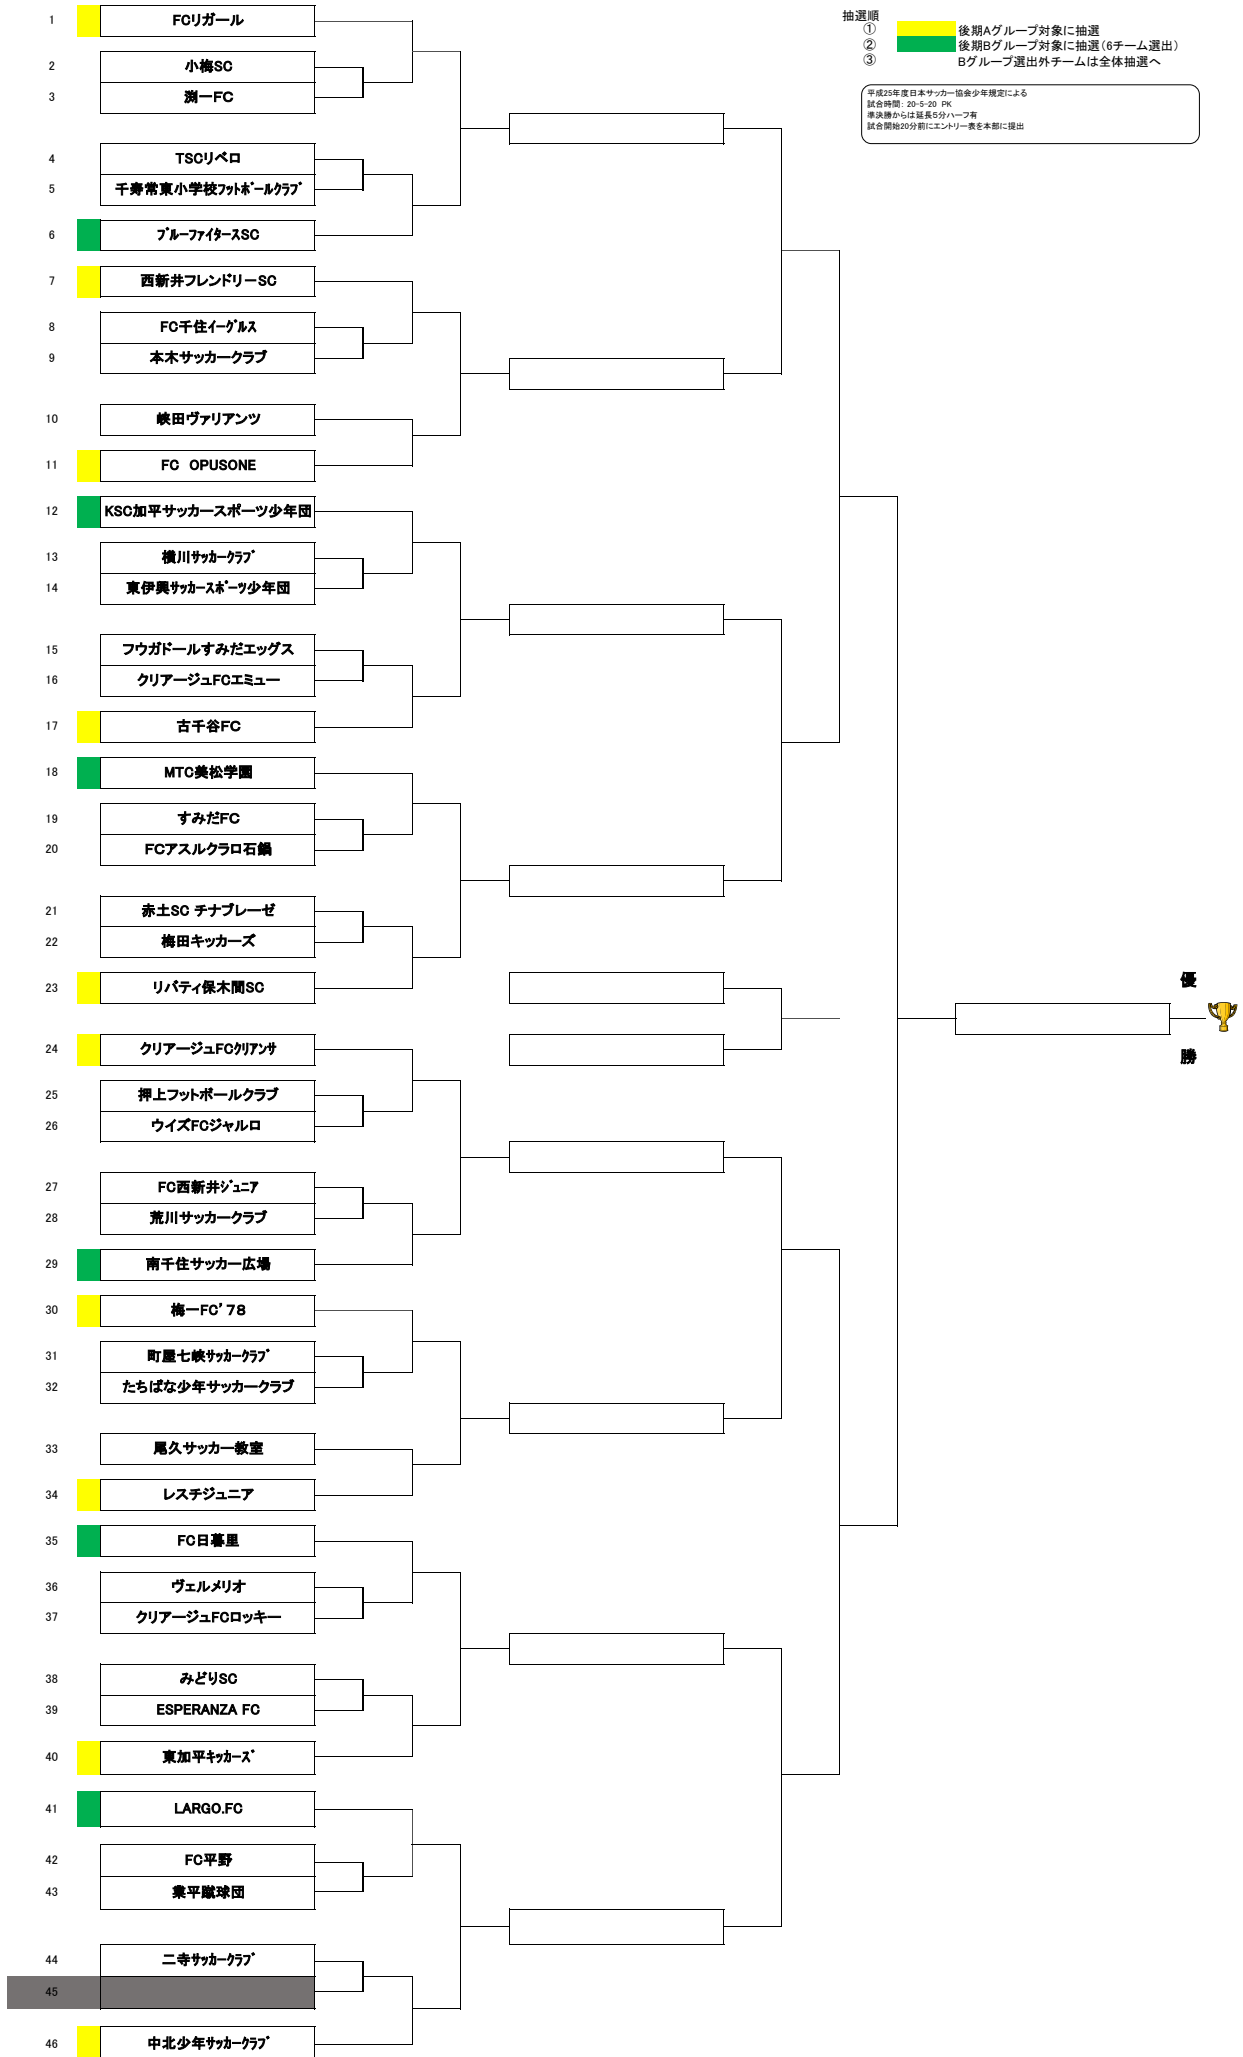 抽選順
① 後期Aグループ対象に抽選
② 後期Bグループ対象に抽選(6チーム選出)
③ Bグループ選出外チームは全体抽選へ
平成25年度日本サッカー協会少年規定による
試合時間: 20-5-20 PK
準決勝からは延長5分ハーフ有
試合開始20分前にエントリー表を本部に提出
1 FCリガール
2 小梅SC
3 渕一FC
4 TSCリベロ
5 千寿常東小学校フットボールクラブ
6 ブルーファイタースSC
7 西新井フレンドリーSC
8 FC千住イーグルス
9 本木サッカークラブ
10 峡田ヴァリアンツ
11 FC OPUSONE
12 KSC加平サッカースポーツ少年団
13 横川サッカークラブ
14 東伊興サッカースポーツ少年団
15 フウガドールすみだエッグス
16 クリアージュFCエミュー
17 古千谷FC
18 MTC美松学園
19 すみだFC
20 FCアスルクラロ石鍋
21 赤土SC チナブレーゼ
22 梅田キッカーズ
23 リバティ保木間SC
24 クリアージュFCクリアンサ
25 押上フットボールクラブ
26 ウイズFCジャルロ
27 FC西新井ジュニア
28 荒川サッカークラブ
29 南千住サッカー広場
30 梅一FC'78
31 町屋七峡サッカークラブ
32 たちばな少年サッカークラブ
33 尾久サッカー教室
34 レスチジュニア
35 FC日暮里
36 ヴェルメリオ
37 クリアージュFCロッキー
38 みどりSC
39 ESPERANZA FC
40 東加平キッカーズ
41 LARGO.FC
42 FC平野
43 業平蹴球団
44 二寺サッカークラブ
45
46 中北少年サッカークラブ
優
勝